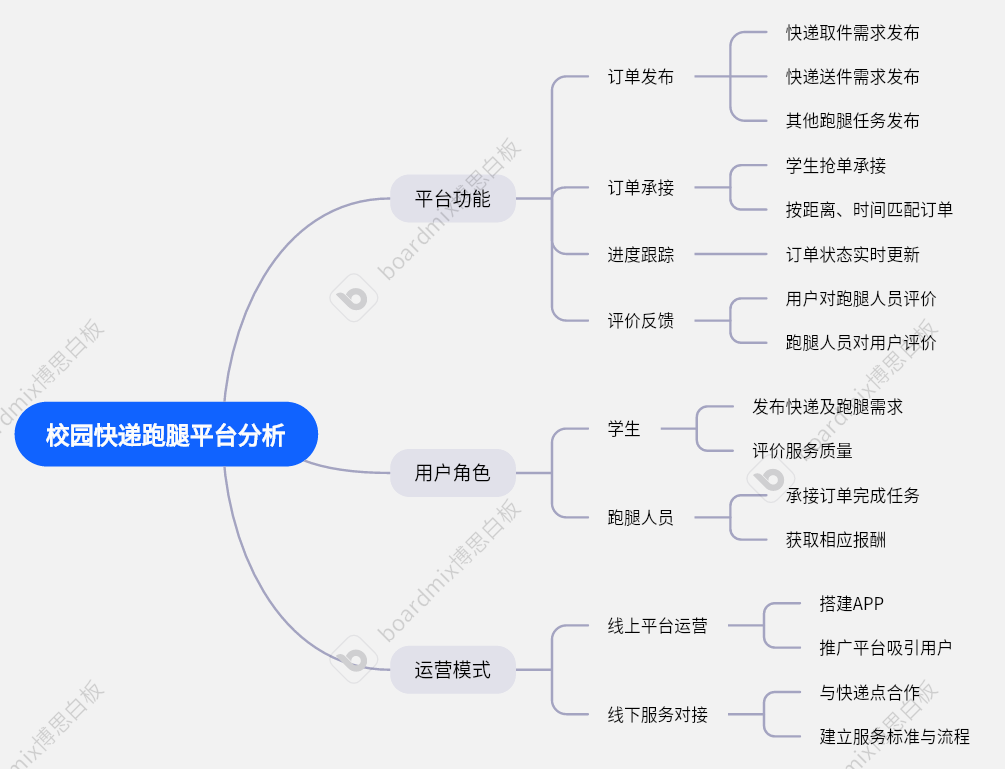 校园快递跑腿平台分析
平台功能
订单发布
快递取件需求发布
快递送件需求发布
其他跑腿任务发布
订单承接
学生抢单承接
按距离、时间匹配订单
进度跟踪
订单状态实时更新
评价反馈
用户对跑腿人员评价
跑腿人员对用户评价
用户角色
学生
发布快递及跑腿需求
评价服务质量
跑腿人员
承接订单完成任务
获取相应报酬
运营模式
线上平台运营
搭建APP
推广平台吸引用户
线下服务对接
与快递点合作
建立服务标准与流程
boardmix博思白板
boardmix博思白板
boardmix博思白板
boardmix博思白板
rdmix博思白板
mix博思白板
mix博思白板